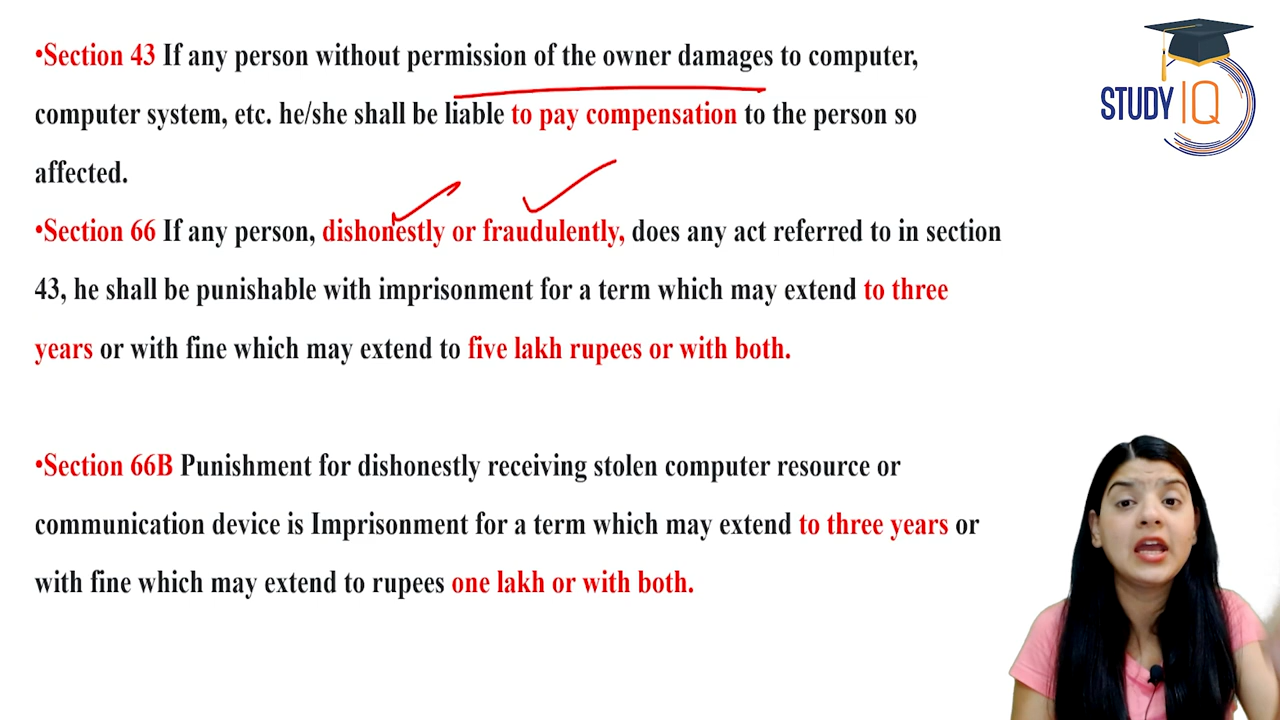 •Section 43 If any person without permission of the owner damages to computer,
computer system, etc. he/she shall be liable to pay compensation to the person so
affected.
•Section 66 If any person, dishonestly or fraudulently, does any act referred to in section
43, he shall be punishable with imprisonment for a term which may extend to three
years or with fine which may extend to five lakh rupees or with both.
•Section 66B Punishment for dishonestly receiving stolen computer resource or
communication device is Imprisonment for a term which may extend to three years or
with fine which may extend to rupees one lakh or with both.
STUDY IQ